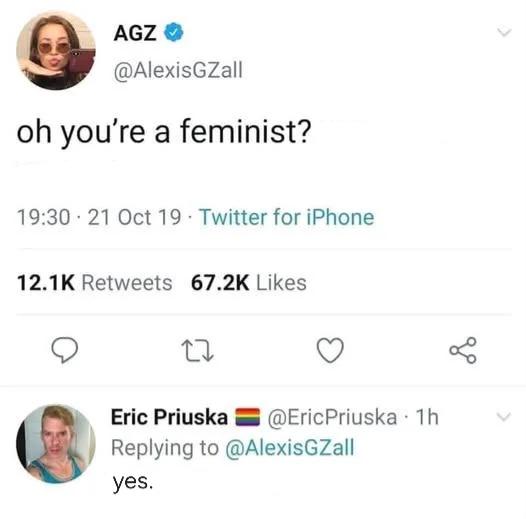 AGZ
@AlexisGZall
oh you're a feminist?
19:30 · 21 Oct 19 · Twitter for iPhone
12.1K Retweets 67.2K Likes
Eric Priuska @EricPriuska · 1h
Replying to @AlexisGZall
yes.